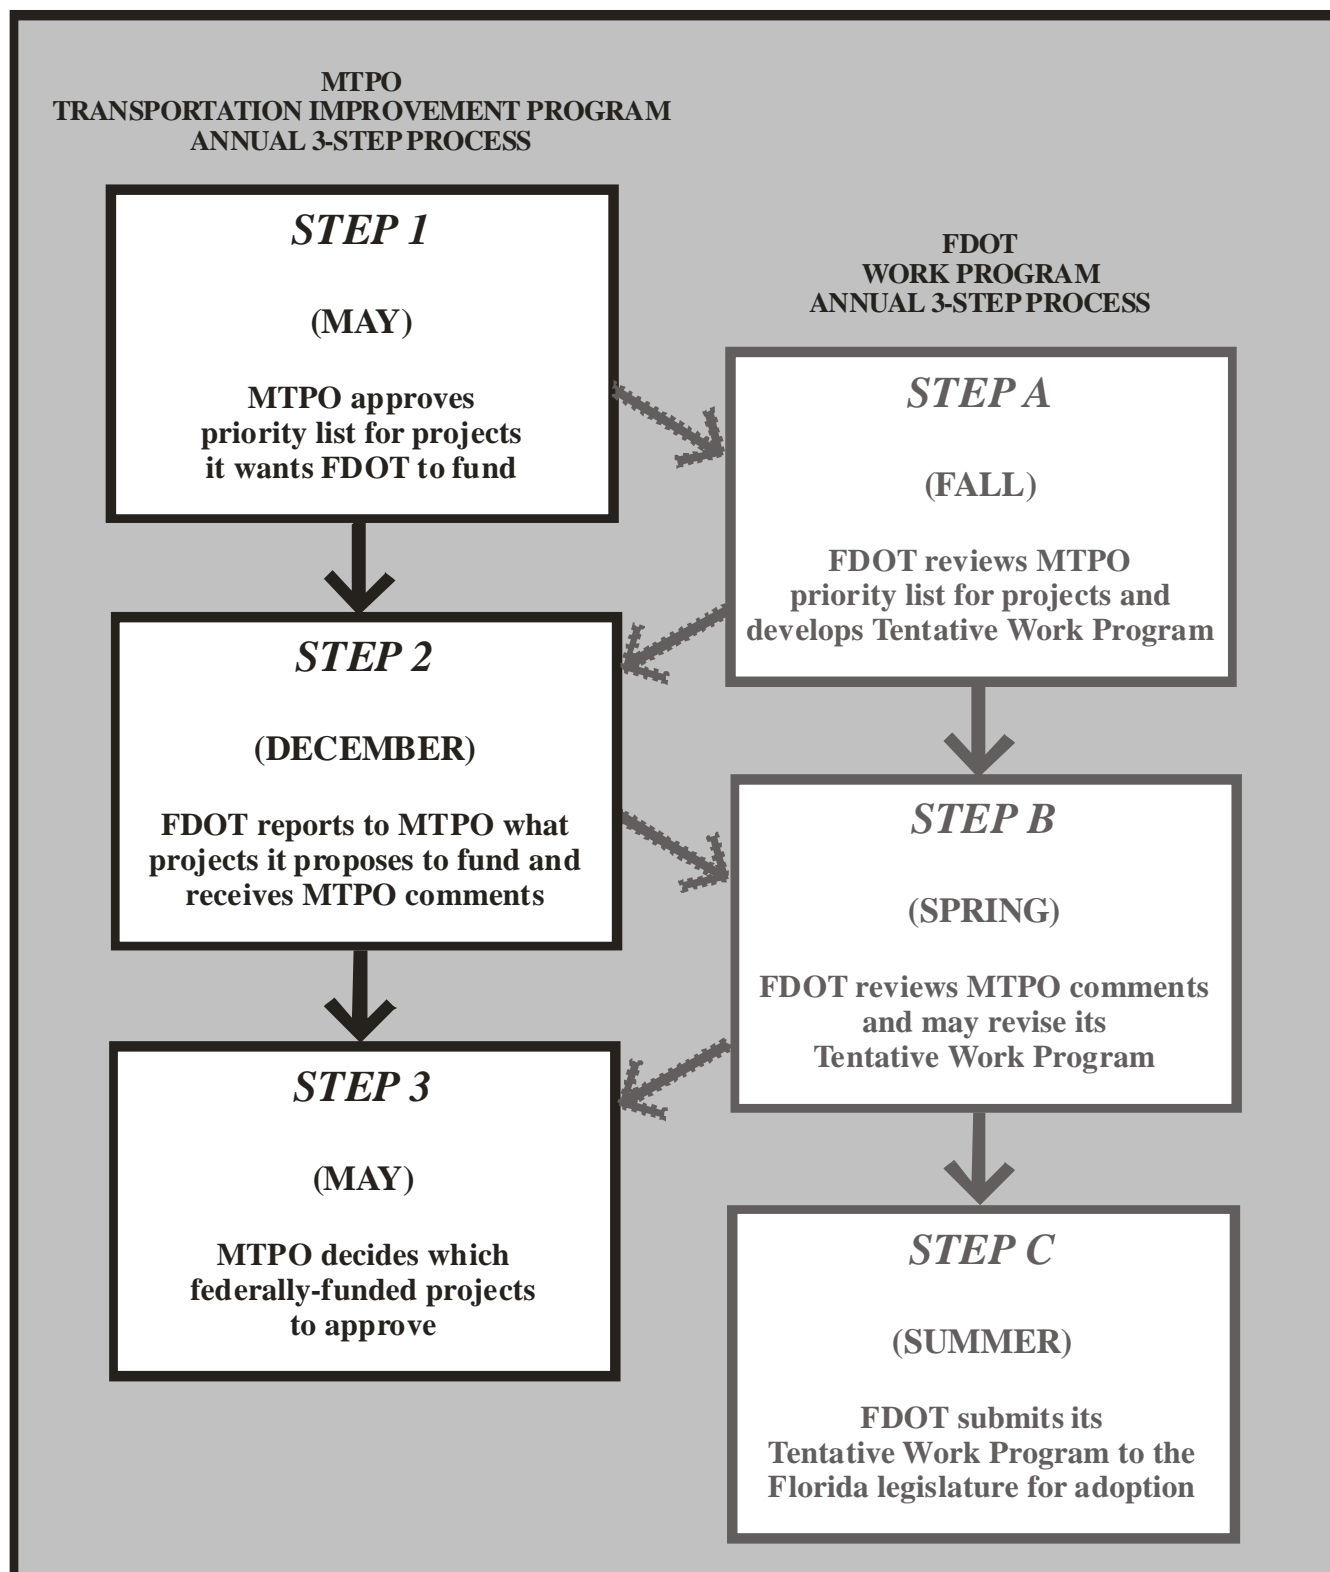 MTPO
TRANSPORTATION IMPROVEMENT PROGRAM
ANNUAL 3-STEP PROCESS
STEP 1
(MAY)
MTPO approves
priority list for projects
it wants FDOT to fund
STEP 2
(DECEMBER)
FDOT reports to MTPO what
projects it proposes to fund and
receives MTPO comments
STEP 3
(MAY)
MTPO decides which
federally-funded projects
to approve
FDOT
WORK PROGRAM
ANNUAL 3-STEP PROCESS
STEP A
(FALL)
FDOT reviews MTPO
priority list for projects and
develops Tentative Work Program
STEP B
(SPRING)
FDOT reviews MTPO comments
and may revise its
Tentative Work Program
STEP C
(SUMMER)
FDOT submits its
Tentative Work Program to the
Florida legislature for adoption